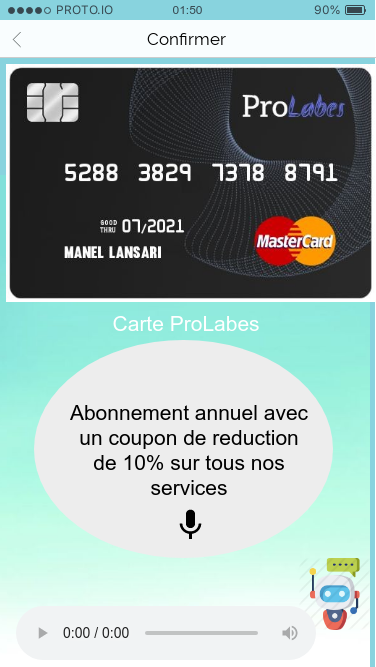 PROTO.IO 01:50 90%
Confirmer
ProLabes
5288 3829 7378 8791
GOOD THRU 07/2021
MANEL LANSARI
MasterCard
Carte ProLabes
Abonnement annuel avec
un coupon de reduction
de 10% sur tous nos
services
0:00 / 0:00